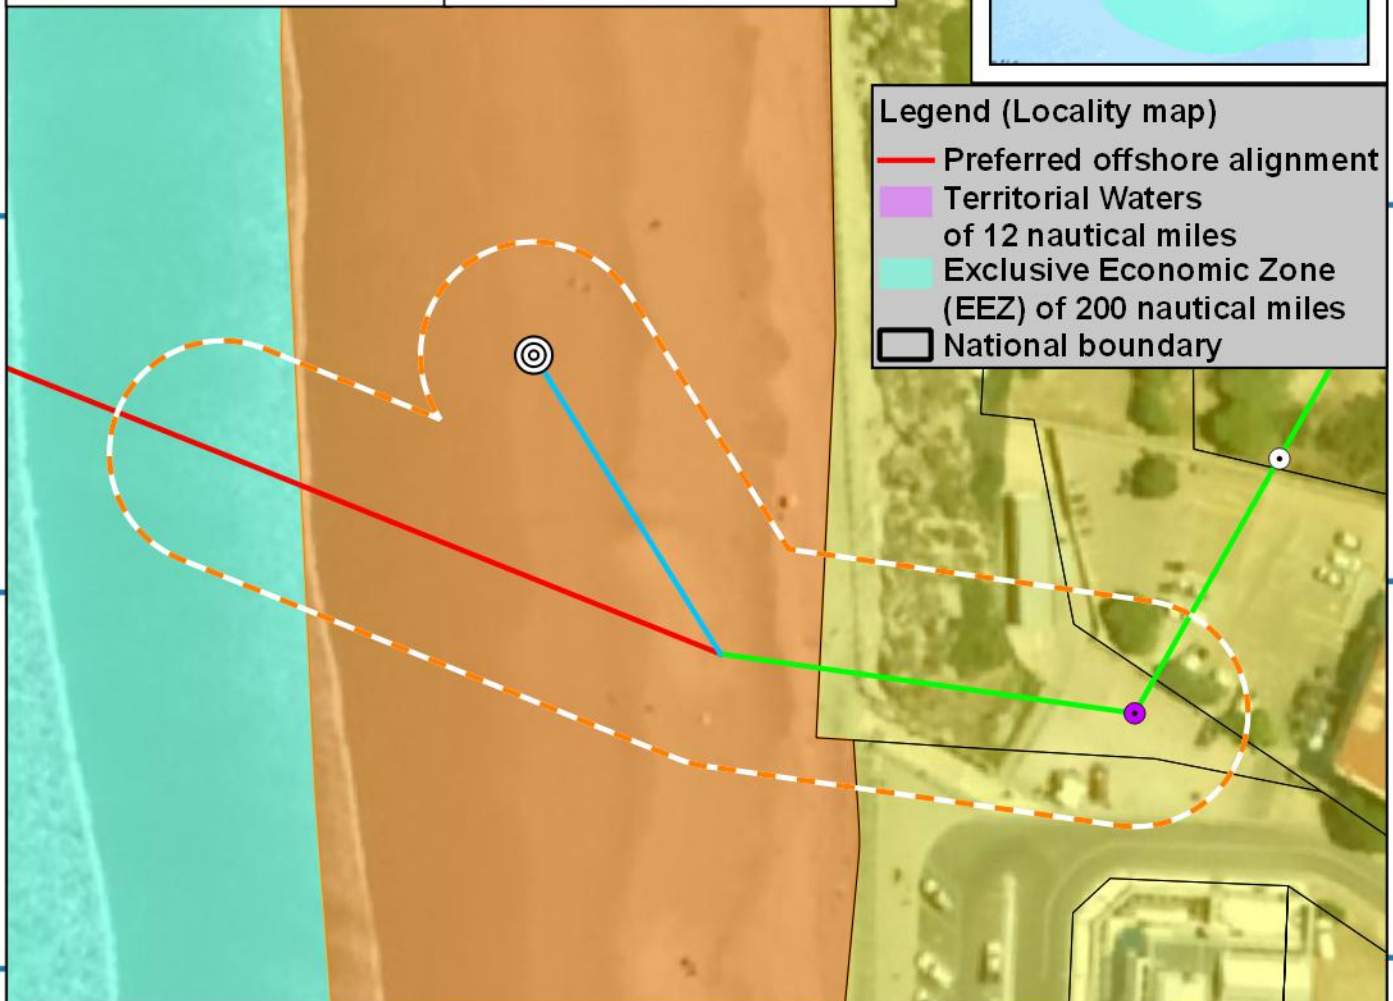 Legend (Locality map)
Preferred offshore alignment
Territorial Waters
of 12 nautical miles
Exclusive Economic Zone
(EEZ) of 200 nautical miles
National boundary